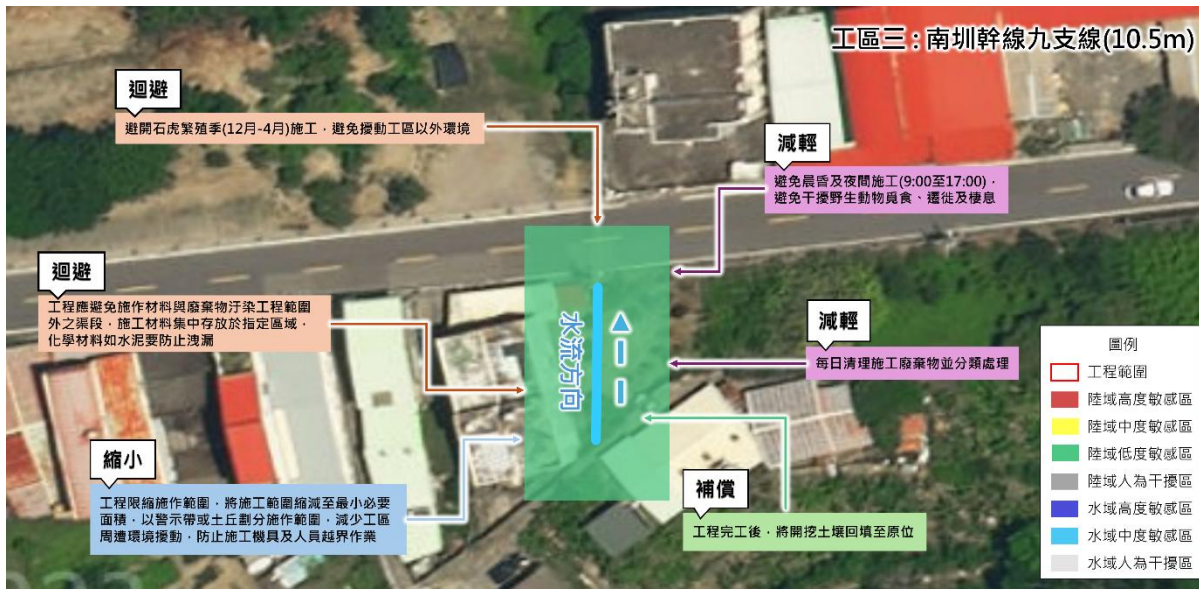 工區三：南圳幹線九支線(10.5m)
迴避
避開石虎繁殖季(12月-4月)施工，避免擾動工區以外環境
減輕
避免晨昏及夜間施工(9:00至17:00)，
避免干擾野生動物覓食、遷徙及棲息
迴避
工程應避免施作材料與廢棄物汙染工程範圍
外之渠段，施工材料集中存放於指定區域，
化學材料如水泥要防止洩漏
水流方向
減輕
每日清理施工廢棄物並分類處理
縮小
工程限縮施作範圍，將施工範圍縮減至最小必要
面積，以警示帶或土丘劃分施作範圍，減少工區
周遭環境擾動，防止施工機具及人員越界作業
補償
工程完工後，將開挖土壤回填至原位
圖例
工程範圍
陸域高度敏感區
陸域中度敏感區
陸域低度敏感區
陸域人為干擾區
水域高度敏感區
水域中度敏感區
水域人為干擾區